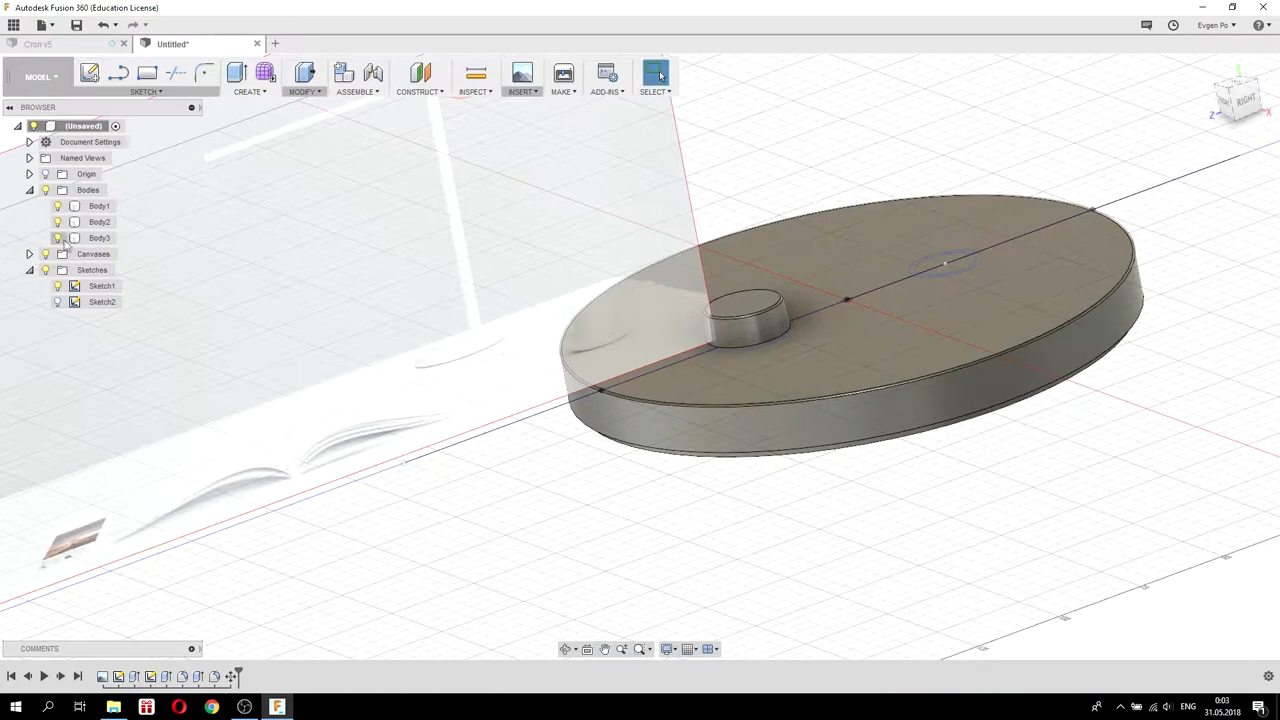 Autodesk Fusion 360 (Education License)
Cron v5
Untitled*
Evgen Po
MODEL
SKETCH
CREATE
MODIFY
ASSEMBLE
CONSTRUCT
INSPECT
INSERT
MAKE
ADD-INS
SELECT
BROWSER
(Unsaved)
Document Settings
Named Views
Origin
Bodies
Body1
Body2
Body3
Canvases
Sketches
Sketch1
Sketch2
RIGHT
Z
X
COMMENTS
0:03
31.05.2018